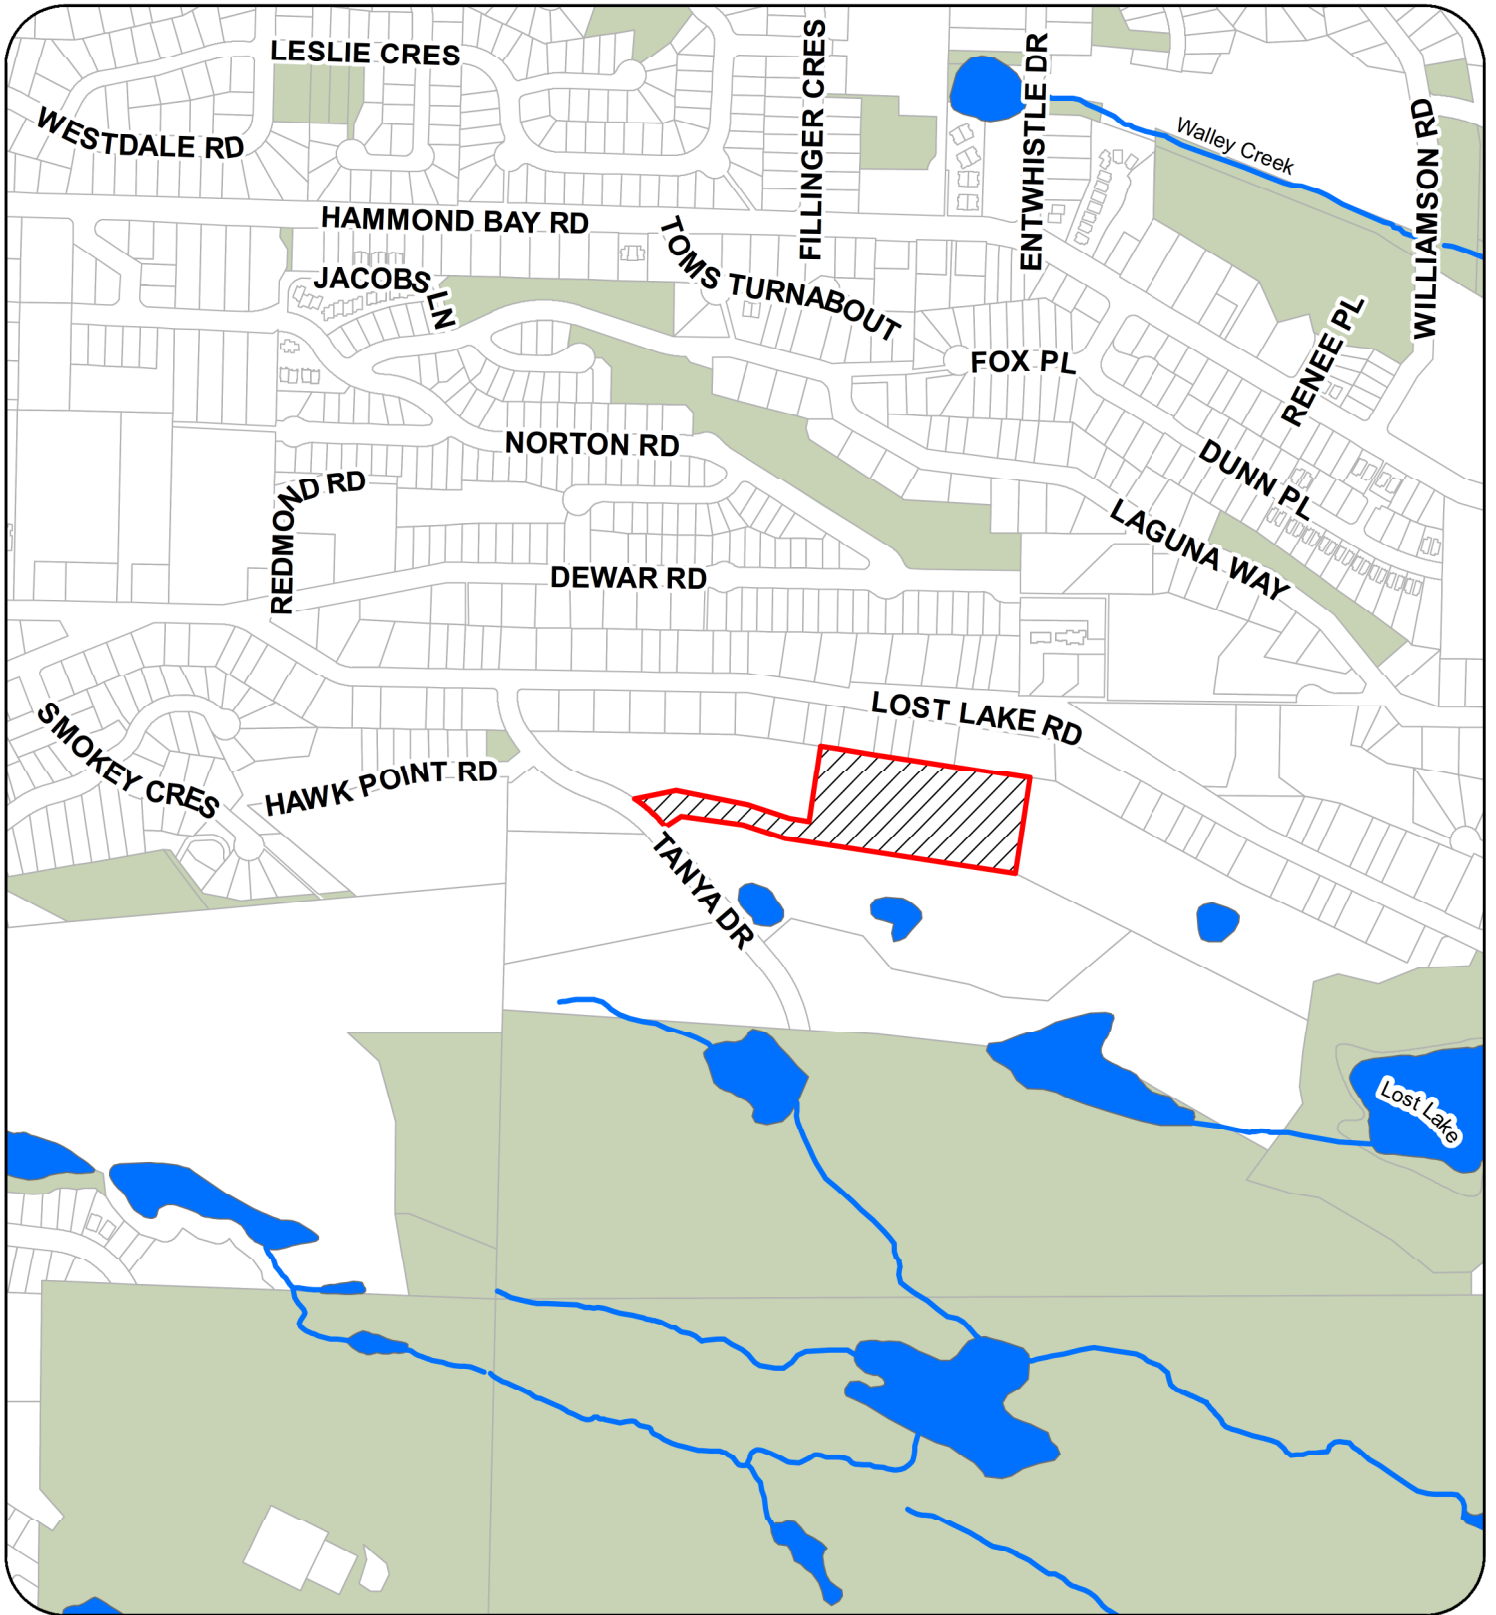 LESLIE CRES
FILLINGER CRES
ENTWHISTLE DR
WESTDALE RD
Walley Creek
WILLIAMSON RD
HAMMOND BAY RD
TOMS TURNABOUT
JACOBS LN
RENEE PL
FOX PL
NORTON RD
DUNN PL
REDMOND RD
LAGUNA WAY
DEWAR RD
LOST LAKE RD
SMOKEY CRES
HAWK POINT RD
TANYA DR
Lost Lake